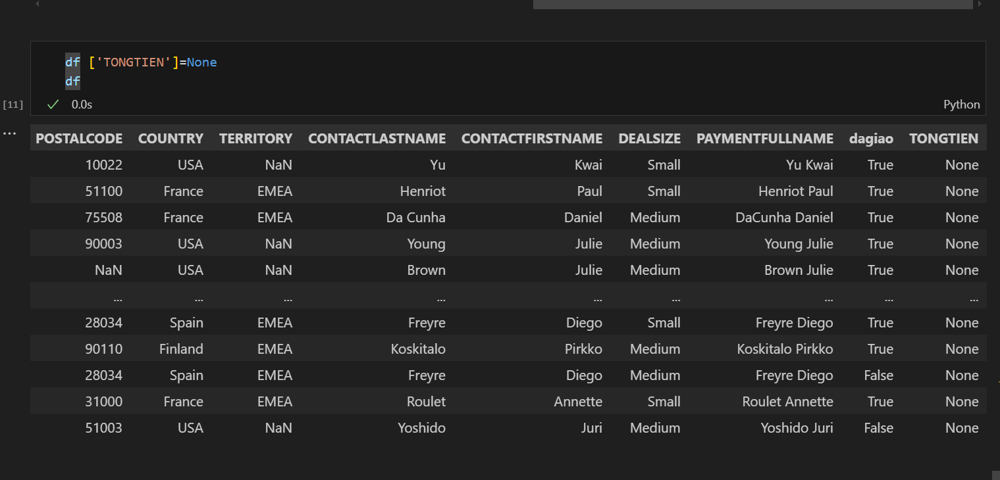 df ['TONGTIEN']=None
df
[11]
0.0s
Python
...
POSTALCODE COUNTRY TERRITORY CONTACTLASTNAME CONTACTFIRSTNAME DEALSIZE PAYMENTFULLNAME dagiao TONGTIEN
10022 USA NaN Yu Kwai Small Yu Kwai True None
51100 France EMEA Henriot Paul Small Henriot Paul True None
75508 France EMEA Da Cunha Daniel Medium DaCunha Daniel True None
90003 USA NaN Young Julie Medium Young Julie True None
NaN USA NaN Brown Julie Medium Brown Julie True None
... ... ... ... ... ... ... ... ...
28034 Spain EMEA Freyre Diego Small Freyre Diego True None
90110 Finland EMEA Koskitalo Pirkko Medium Koskitalo Pirkko True None
28034 Spain EMEA Freyre Diego Medium Freyre Diego False None
31000 France EMEA Roulet Annette Small Roulet Annette True None
51003 USA NaN Yoshido Juri Medium Yoshido Juri False None